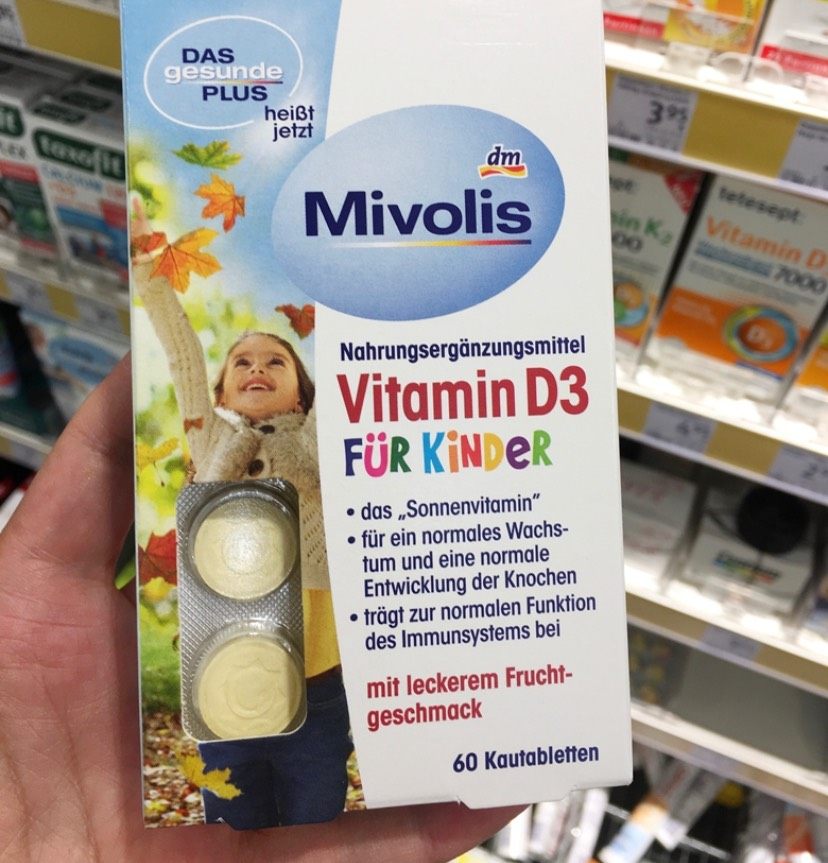 DAS
gesunde
PLUS
heißt
jetzt
dm
Mivolis
Nahrungsergänzungsmittel
Vitamin D3
FÜR KiNDeR
• das „Sonnenvitamin“
• für ein normales Wachs-
tum und eine normale
Entwicklung der Knochen
• trägt zur normalen Funktion
des Immunsystems bei
mit leckerem Frucht-
geschmack
60 Kautabletten
3 95
taxofit
tetesept:
Vitamin D
2000